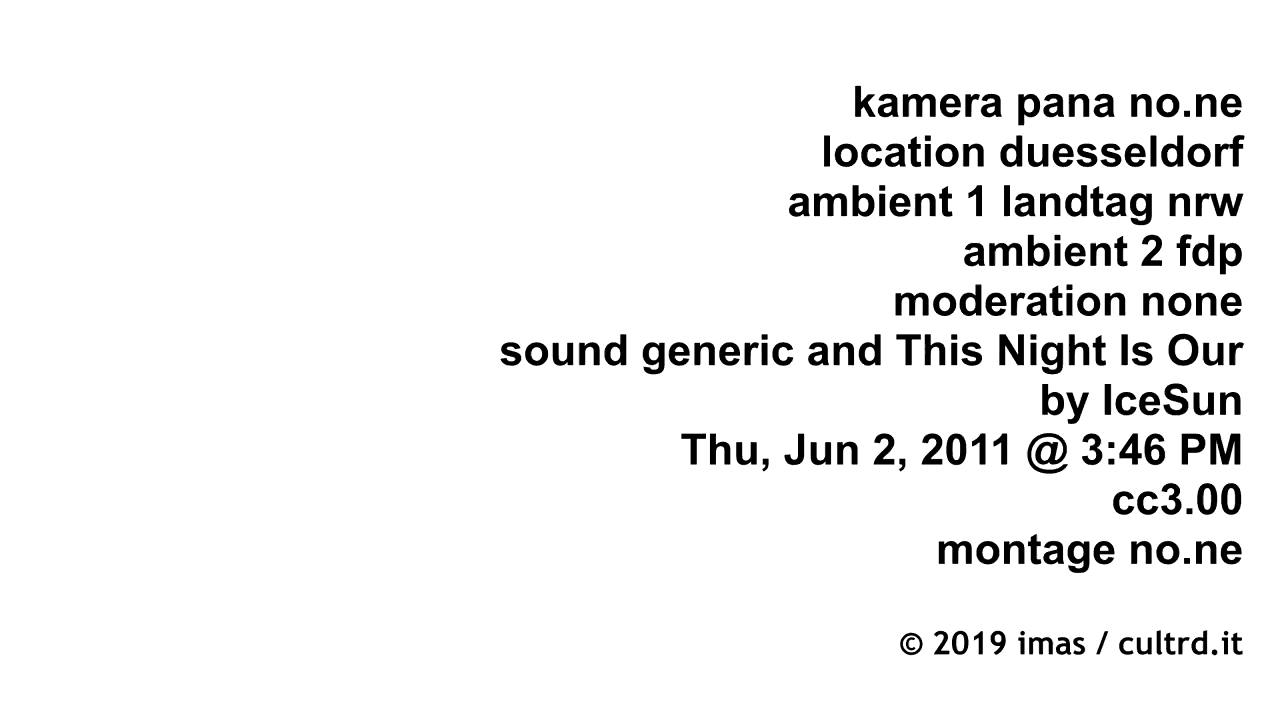 kamera pana no.ne
location duesseldorf
ambient 1 landtag nrw
ambient 2 fdp
moderation none
sound generic and This Night Is Our
by IceSun
Thu, Jun 2, 2011 @ 3:46 PM
cc3.00
montage no.ne
© 2019 imas / cultrd.it